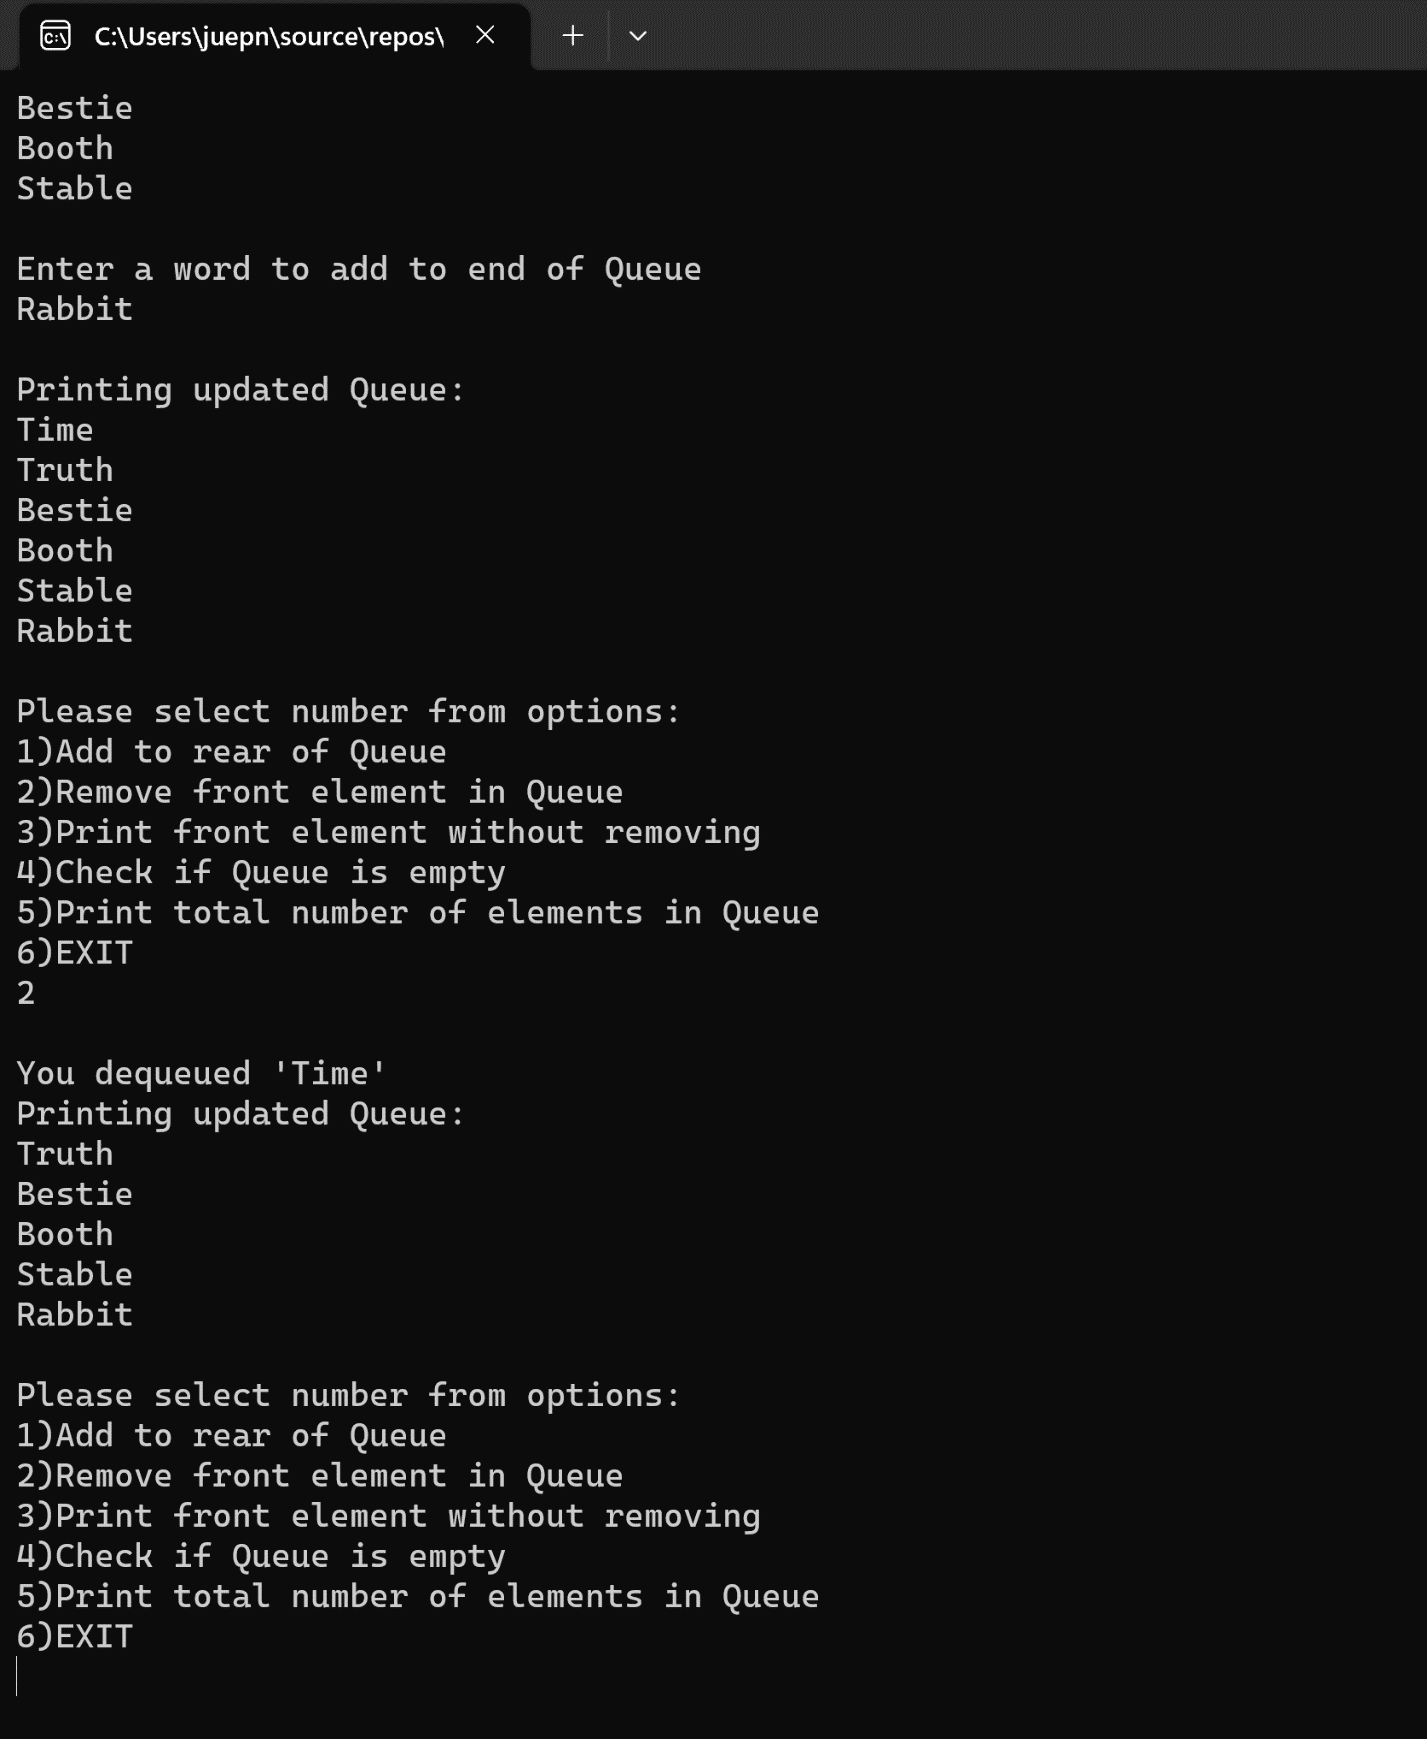 C:\Users\juepn\source\repos\
Bestie
Booth
Stable
Enter a word to add to end of Queue
Rabbit
Printing updated Queue:
Time
Truth
Bestie
Booth
Stable
Rabbit
Please select number from options:
1)Add to rear of Queue
2)Remove front element in Queue
3)Print front element without removing
4)Check if Queue is empty
5)Print total number of elements in Queue
6)EXIT
2
You dequeued 'Time'
Printing updated Queue:
Truth
Bestie
Booth
Stable
Rabbit
Please select number from options:
1)Add to rear of Queue
2)Remove front element in Queue
3)Print front element without removing
4)Check if Queue is empty
5)Print total number of elements in Queue
6)EXIT